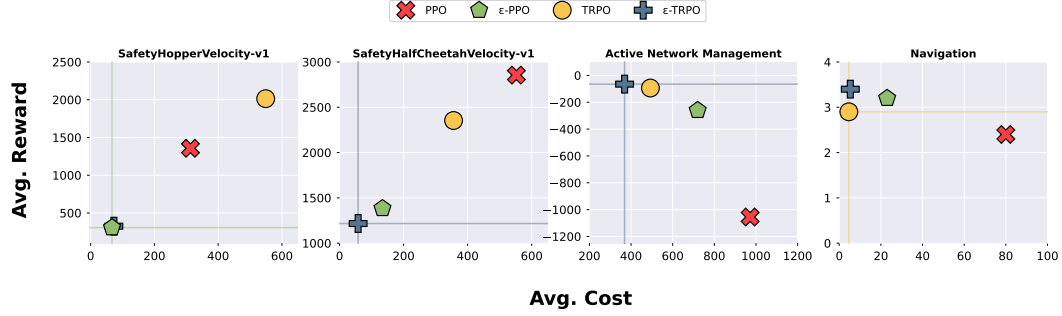 PPO ε-PPO TRPO ε-TRPO
SafetyHopperVelocity-v1 SafetyHalfCheetahVelocity-v1 Active Network Management Navigation
Avg. Reward
2500
2000
1500
1000
500
0 200 400 600
3000
2500
2000
1500
1000
0 200 400 600
0
−200
−400
−600
−800
−1000
−1200
200 400 600 800 1000 1200
4
3
2
1
0
0 20 40 60 80 100
Avg. Cost